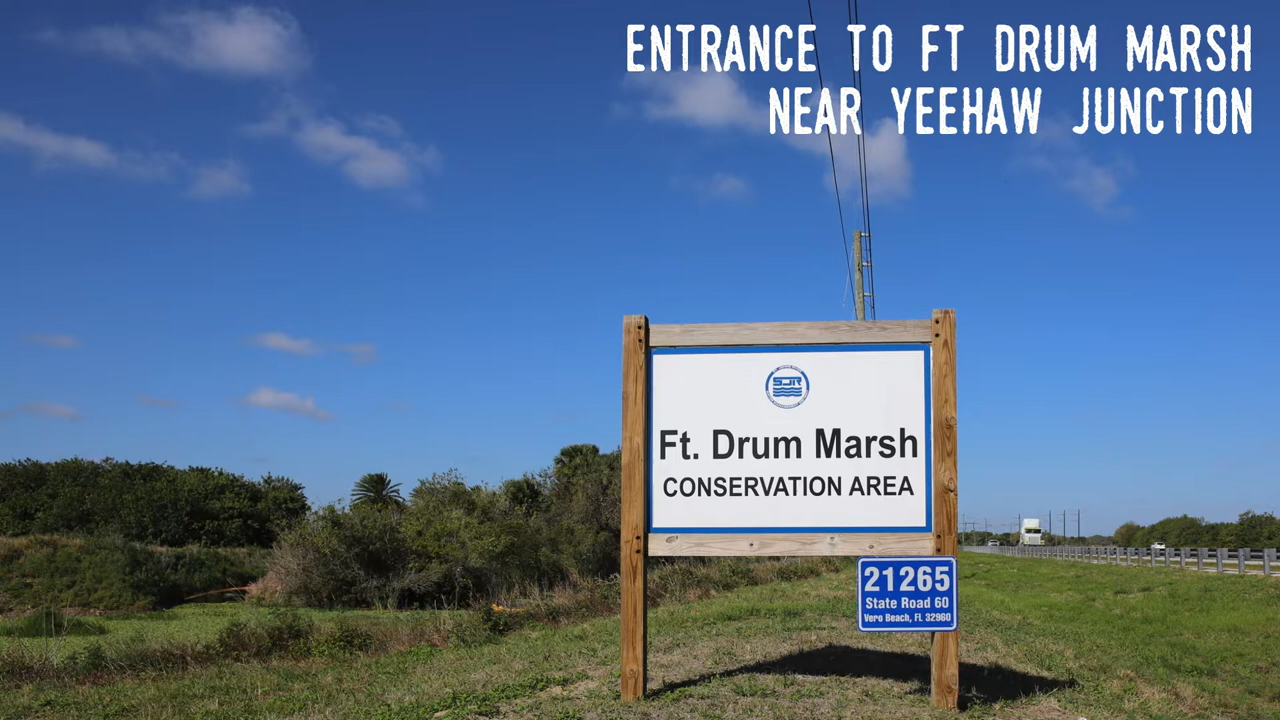 ENTRANCE TO FT DRUM MARSH
NEAR YEEHAW JUNCTION
SJR
Ft. Drum Marsh
CONSERVATION AREA
21265
State Road 60
Vero Beach, FL 32960